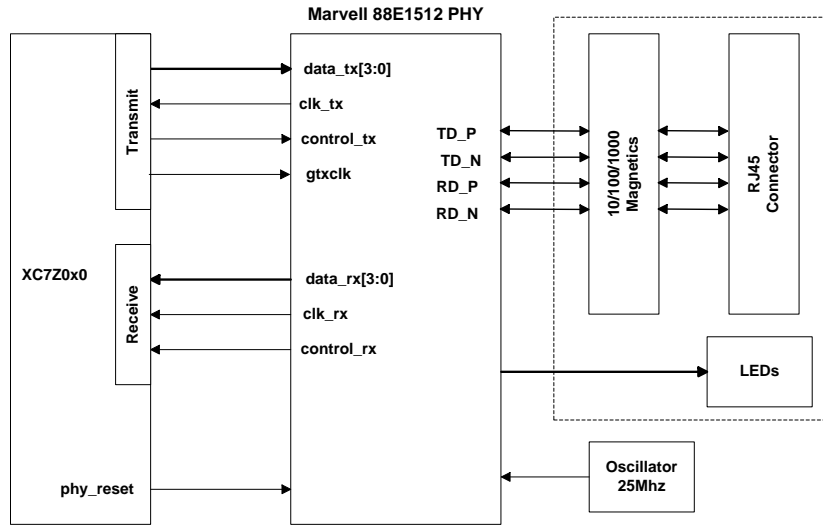 Marvell 88E1512 PHY
Transmit
data_tx[3:0]
clk_tx
control_tx
gtxclk
TD_P
TD_N
RD_P
RD_N
10/100/1000
Magnetics
RJ45
Connector
XC7Z0x0
Receive
data_rx[3:0]
clk_rx
control_rx
LEDs
phy_reset
Oscillator
25Mhz